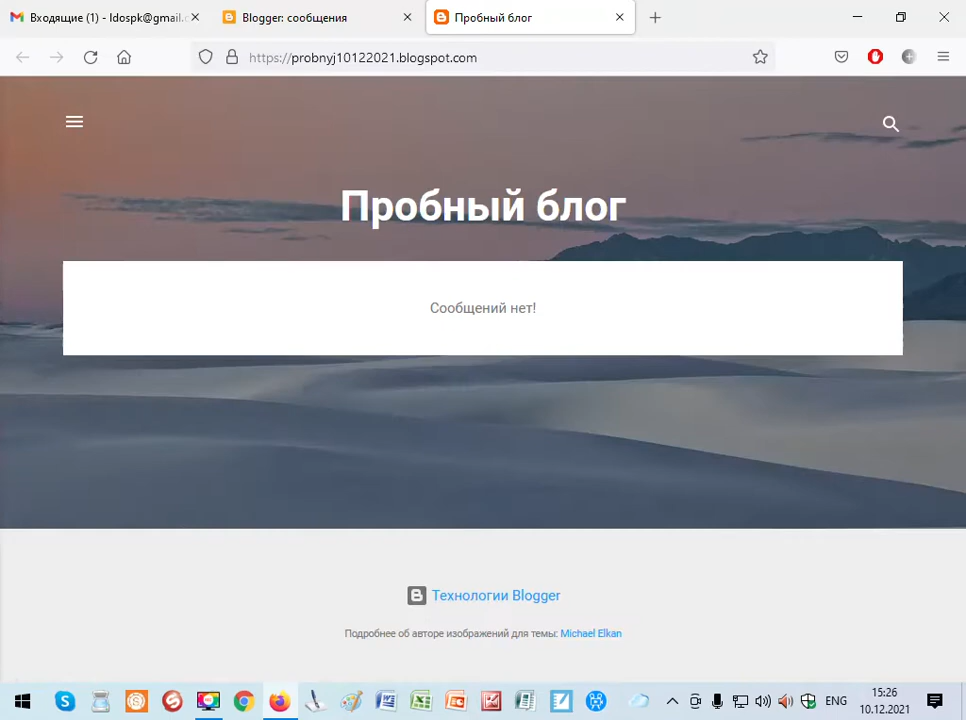 Входящие (1) - ldospk@gmail.c
Blogger: сообщения
Пробный блог
https://probnyj10122021.blogspot.com
Пробный блог
Сообщений нет!
Технологии Blogger
Подробнее об авторе изображений для темы: Michael Elkan
ENG
15:26
10.12.2021